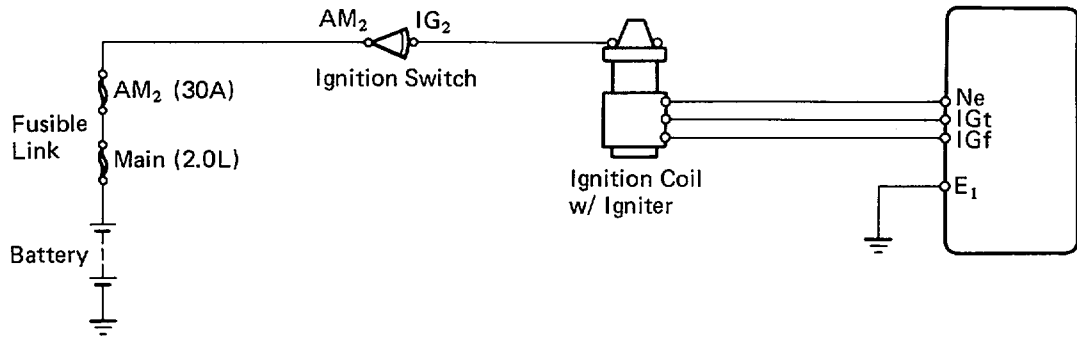 AM₂ IG₂
Ignition Switch
AM₂ (30A)
Fusible
Link
Main (2.0L)
Battery
Ignition Coil
w/ Igniter
Ne
IGt
IGf
E₁